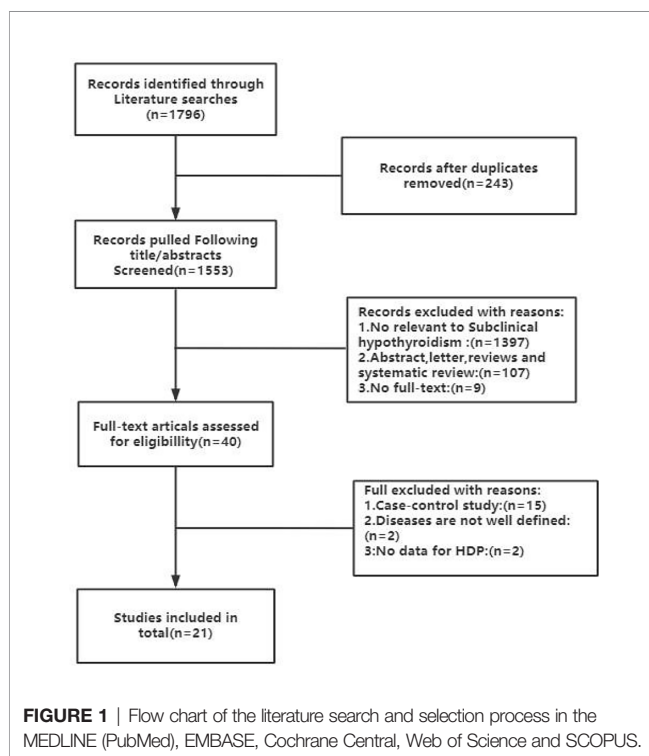 Records identified through
Literature searches
(n=1796)
Records after duplicates
removed(n=243)
Records pulled Following
title/abstracts
Screened(n=1553)
Records excluded with reasons:
1.No relevant to Subclinical
hypothyroidism :(n=1397)
2.Abstract,letter,reviews and
systematic review:(n=107)
3.No full-text:(n=9)
Full-text articals assessed
for eligibillity(n=40)
Full excluded with reasons:
1.Case-control study:(n=15)
2.Diseases are not well defined:
(n=2)
3:No data for HDP:(n=2)
Studies included in
total(n=21)
FIGURE 1 | Flow chart of the literature search and selection process in the
MEDLINE (PubMed), EMBASE, Cochrane Central, Web of Science and SCOPUS.